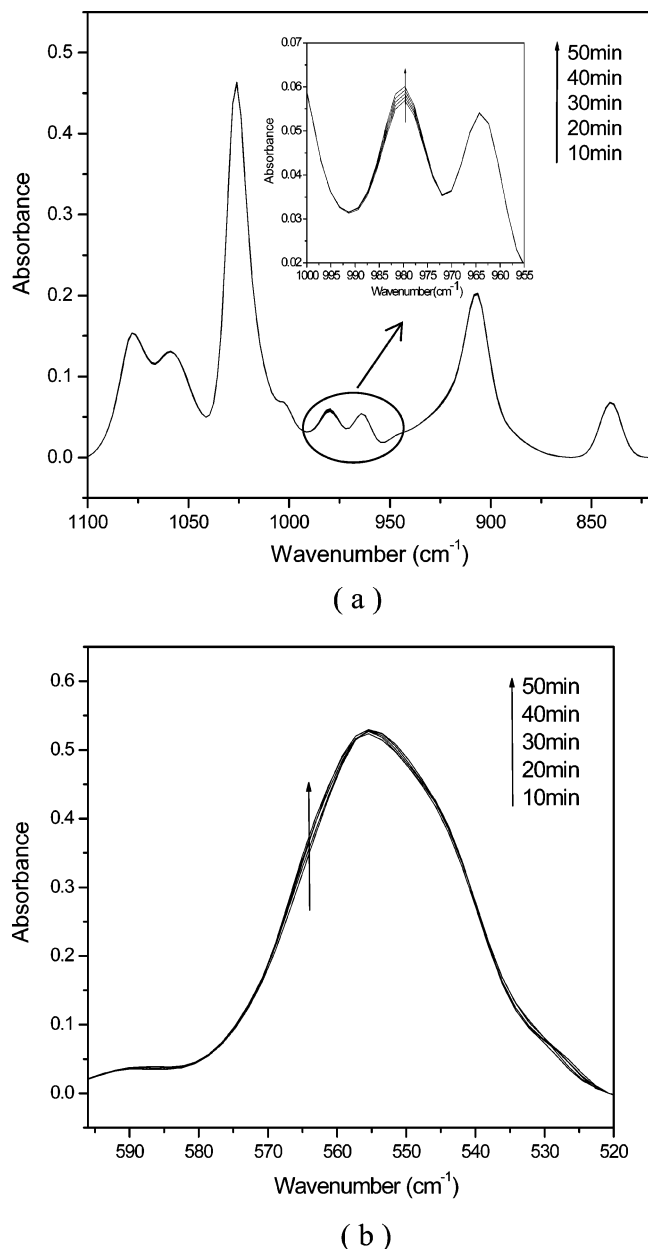 50min
40min
30min
20min
10min
Absorbance
0.5
0.4
0.3
0.2
0.1
0.0
Absorbance
0.07
0.06
0.05
0.04
0.03
0.02
1000 995 990 985 980 975 970 965 960 955
Wavenumber(cm-1)
1100 1050 1000 950 900 850
Wavenumber (cm-1)
( a )
50min
40min
30min
20min
10min
Absorbance
0.6
0.5
0.4
0.3
0.2
0.1
0.0
590 580 570 560 550 540 530 520
Wavenumber (cm-1)
( b )